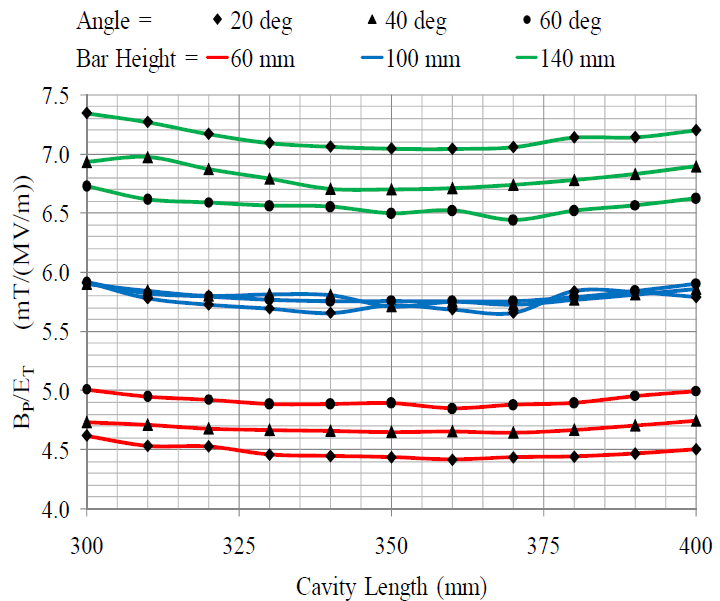 Angle = 20 deg 40 deg 60 deg
Bar Height = 60 mm 100 mm 140 mm
7.5
7.0
6.5
6.0
5.5
5.0
4.5
4.0
B_P/E_T (mT/(MV/m))
300 325 350 375 400
Cavity Length (mm)